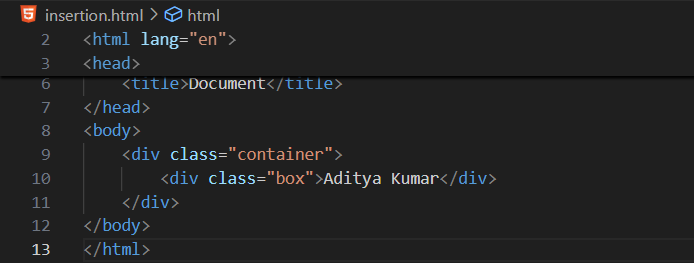 insertion.html > html
2 <html lang="en">
3 <head>
6 <title>Document</title>
7 </head>
8 <body>
9 <div class="container">
10 <div class="box">Aditya Kumar</div>
11 </div>
12 </body>
13 </html>